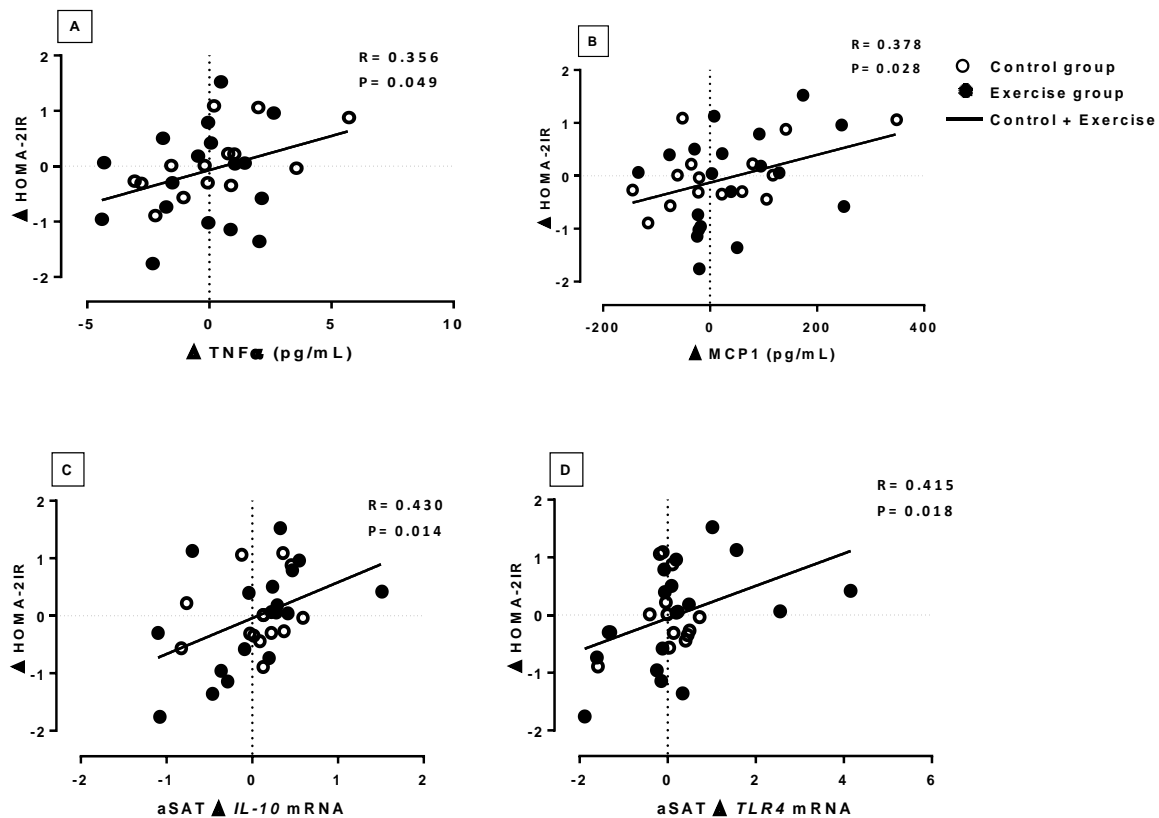 A
R= 0.356
P= 0.049
▲ HOMA-2IR
2
1
0
-1
-2
-5
0
5
10
▲ TNFα (pg/mL)
B
R= 0.378
P= 0.028
▲ HOMA-2IR
2
1
0
-1
-2
-200
0
200
400
▲ MCP1 (pg/mL)
Control group
Exercise group
Control + Exercise
C
R= 0.430
P= 0.014
▲ HOMA-2IR
2
1
0
-1
-2
-2
-1
0
1
2
aSAT ▲ IL-10 mRNA
D
R= 0.415
P= 0.018
▲ HOMA-2IR
2
1
0
-1
-2
-2
0
2
4
6
aSAT ▲ TLR4 mRNA